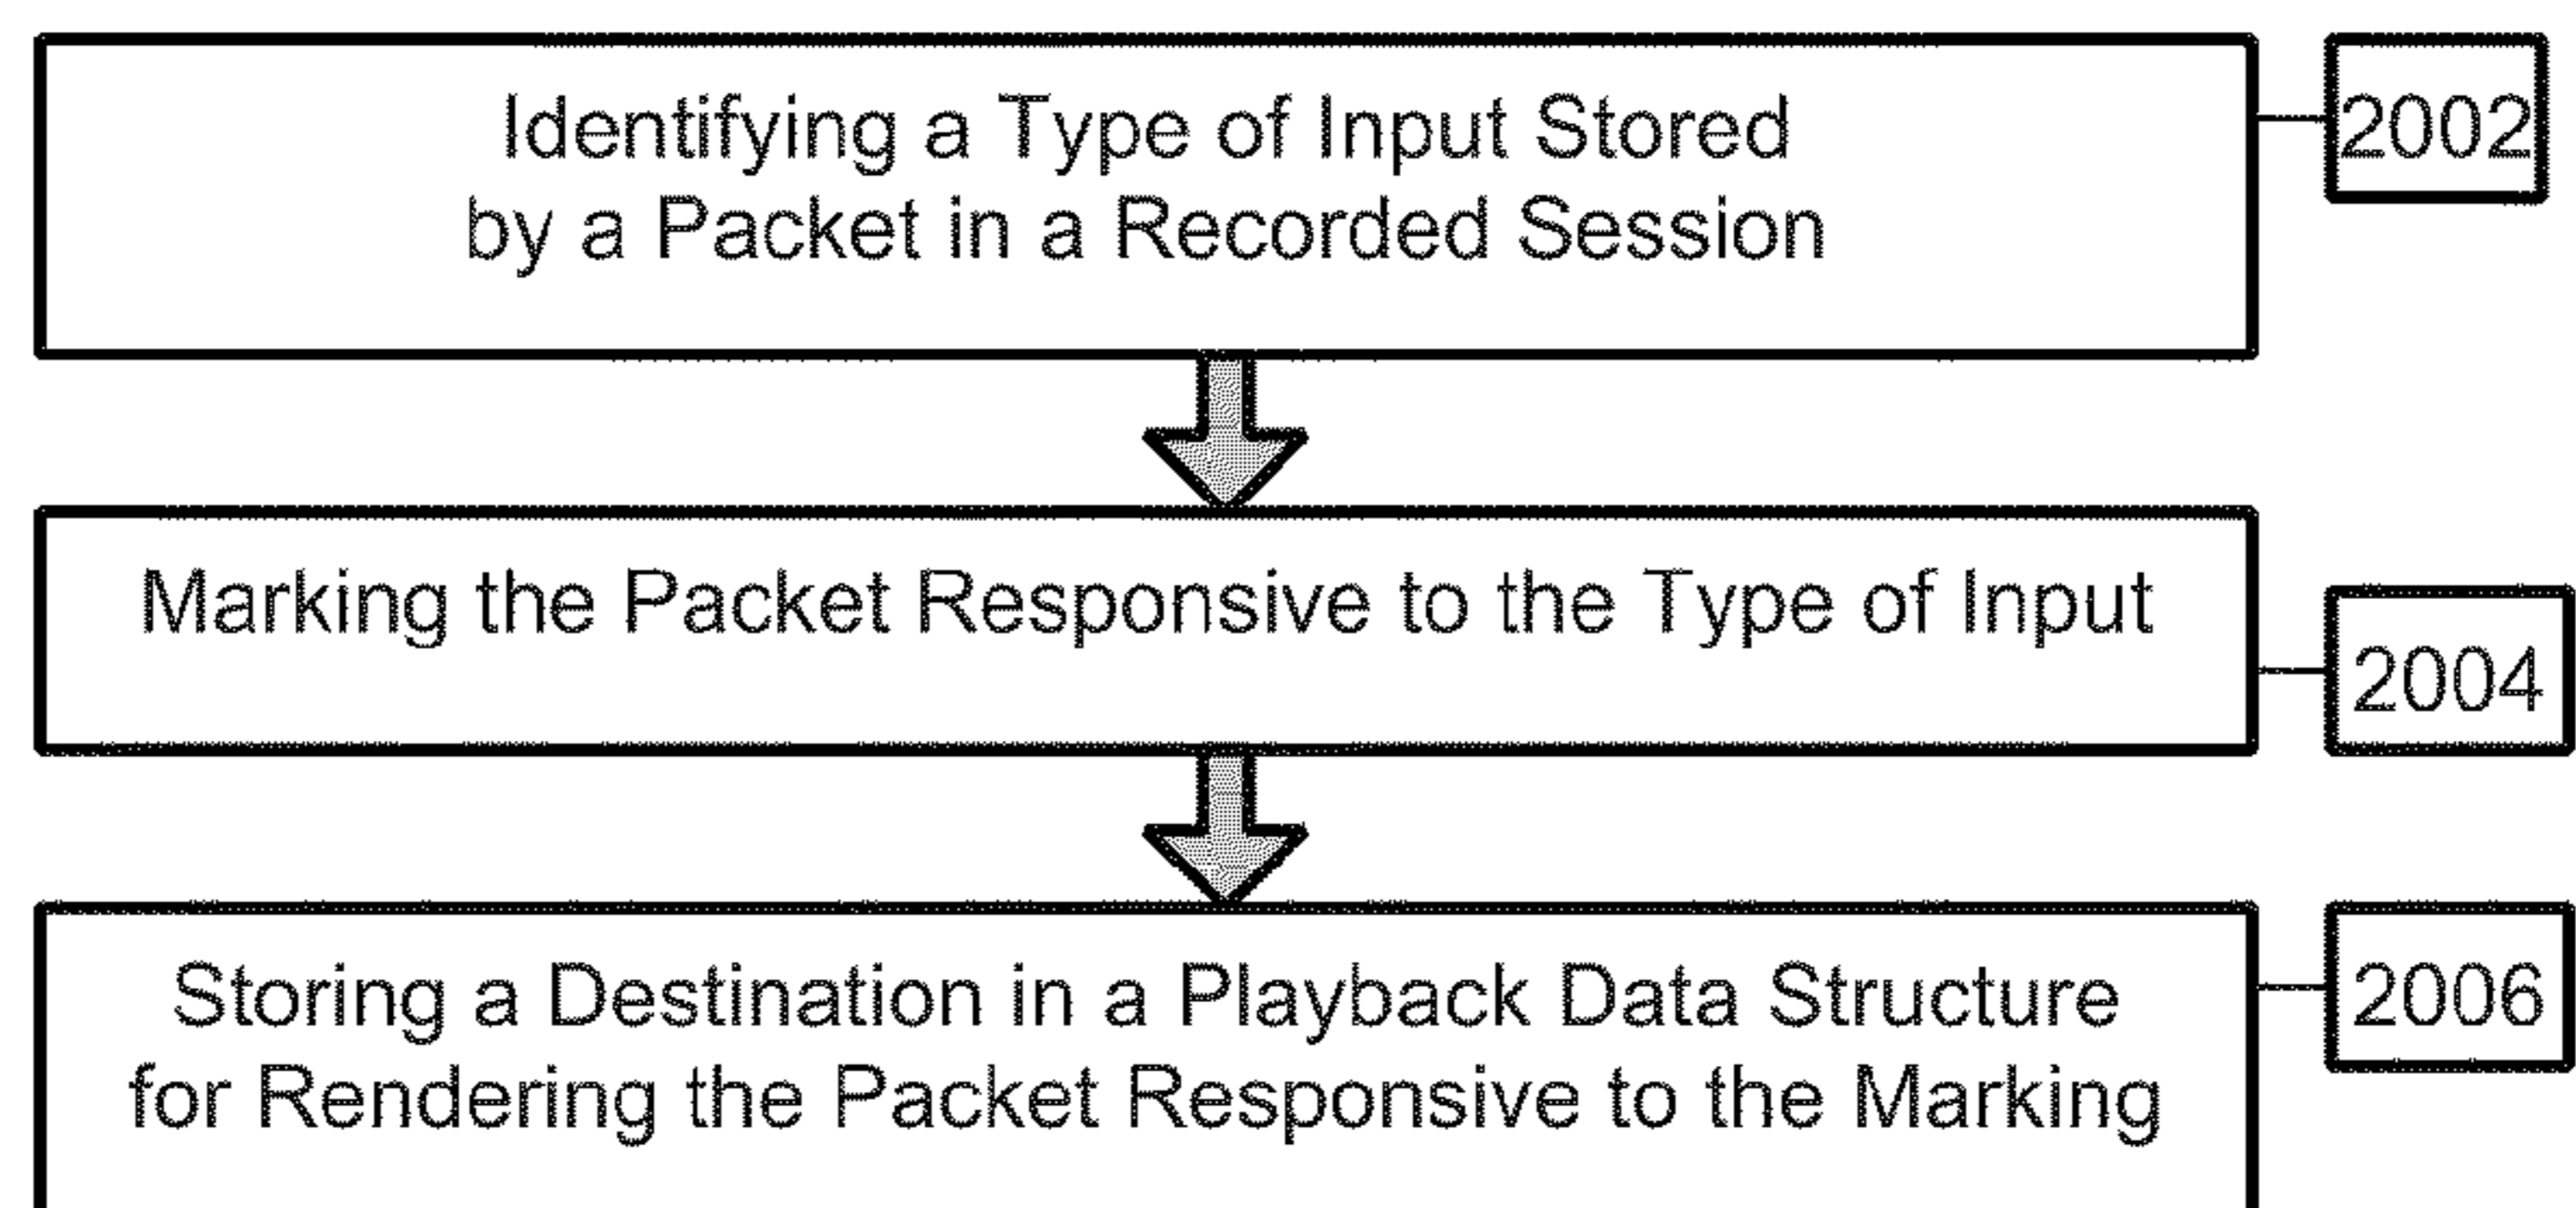 Identifying a Type of Input Stored
by a Packet in a Recorded Session
2002
Marking the Packet Responsive to the Type of Input
2004
Storing a Destination in a Playback Data Structure
for Rendering the Packet Responsive to the Marking
2006